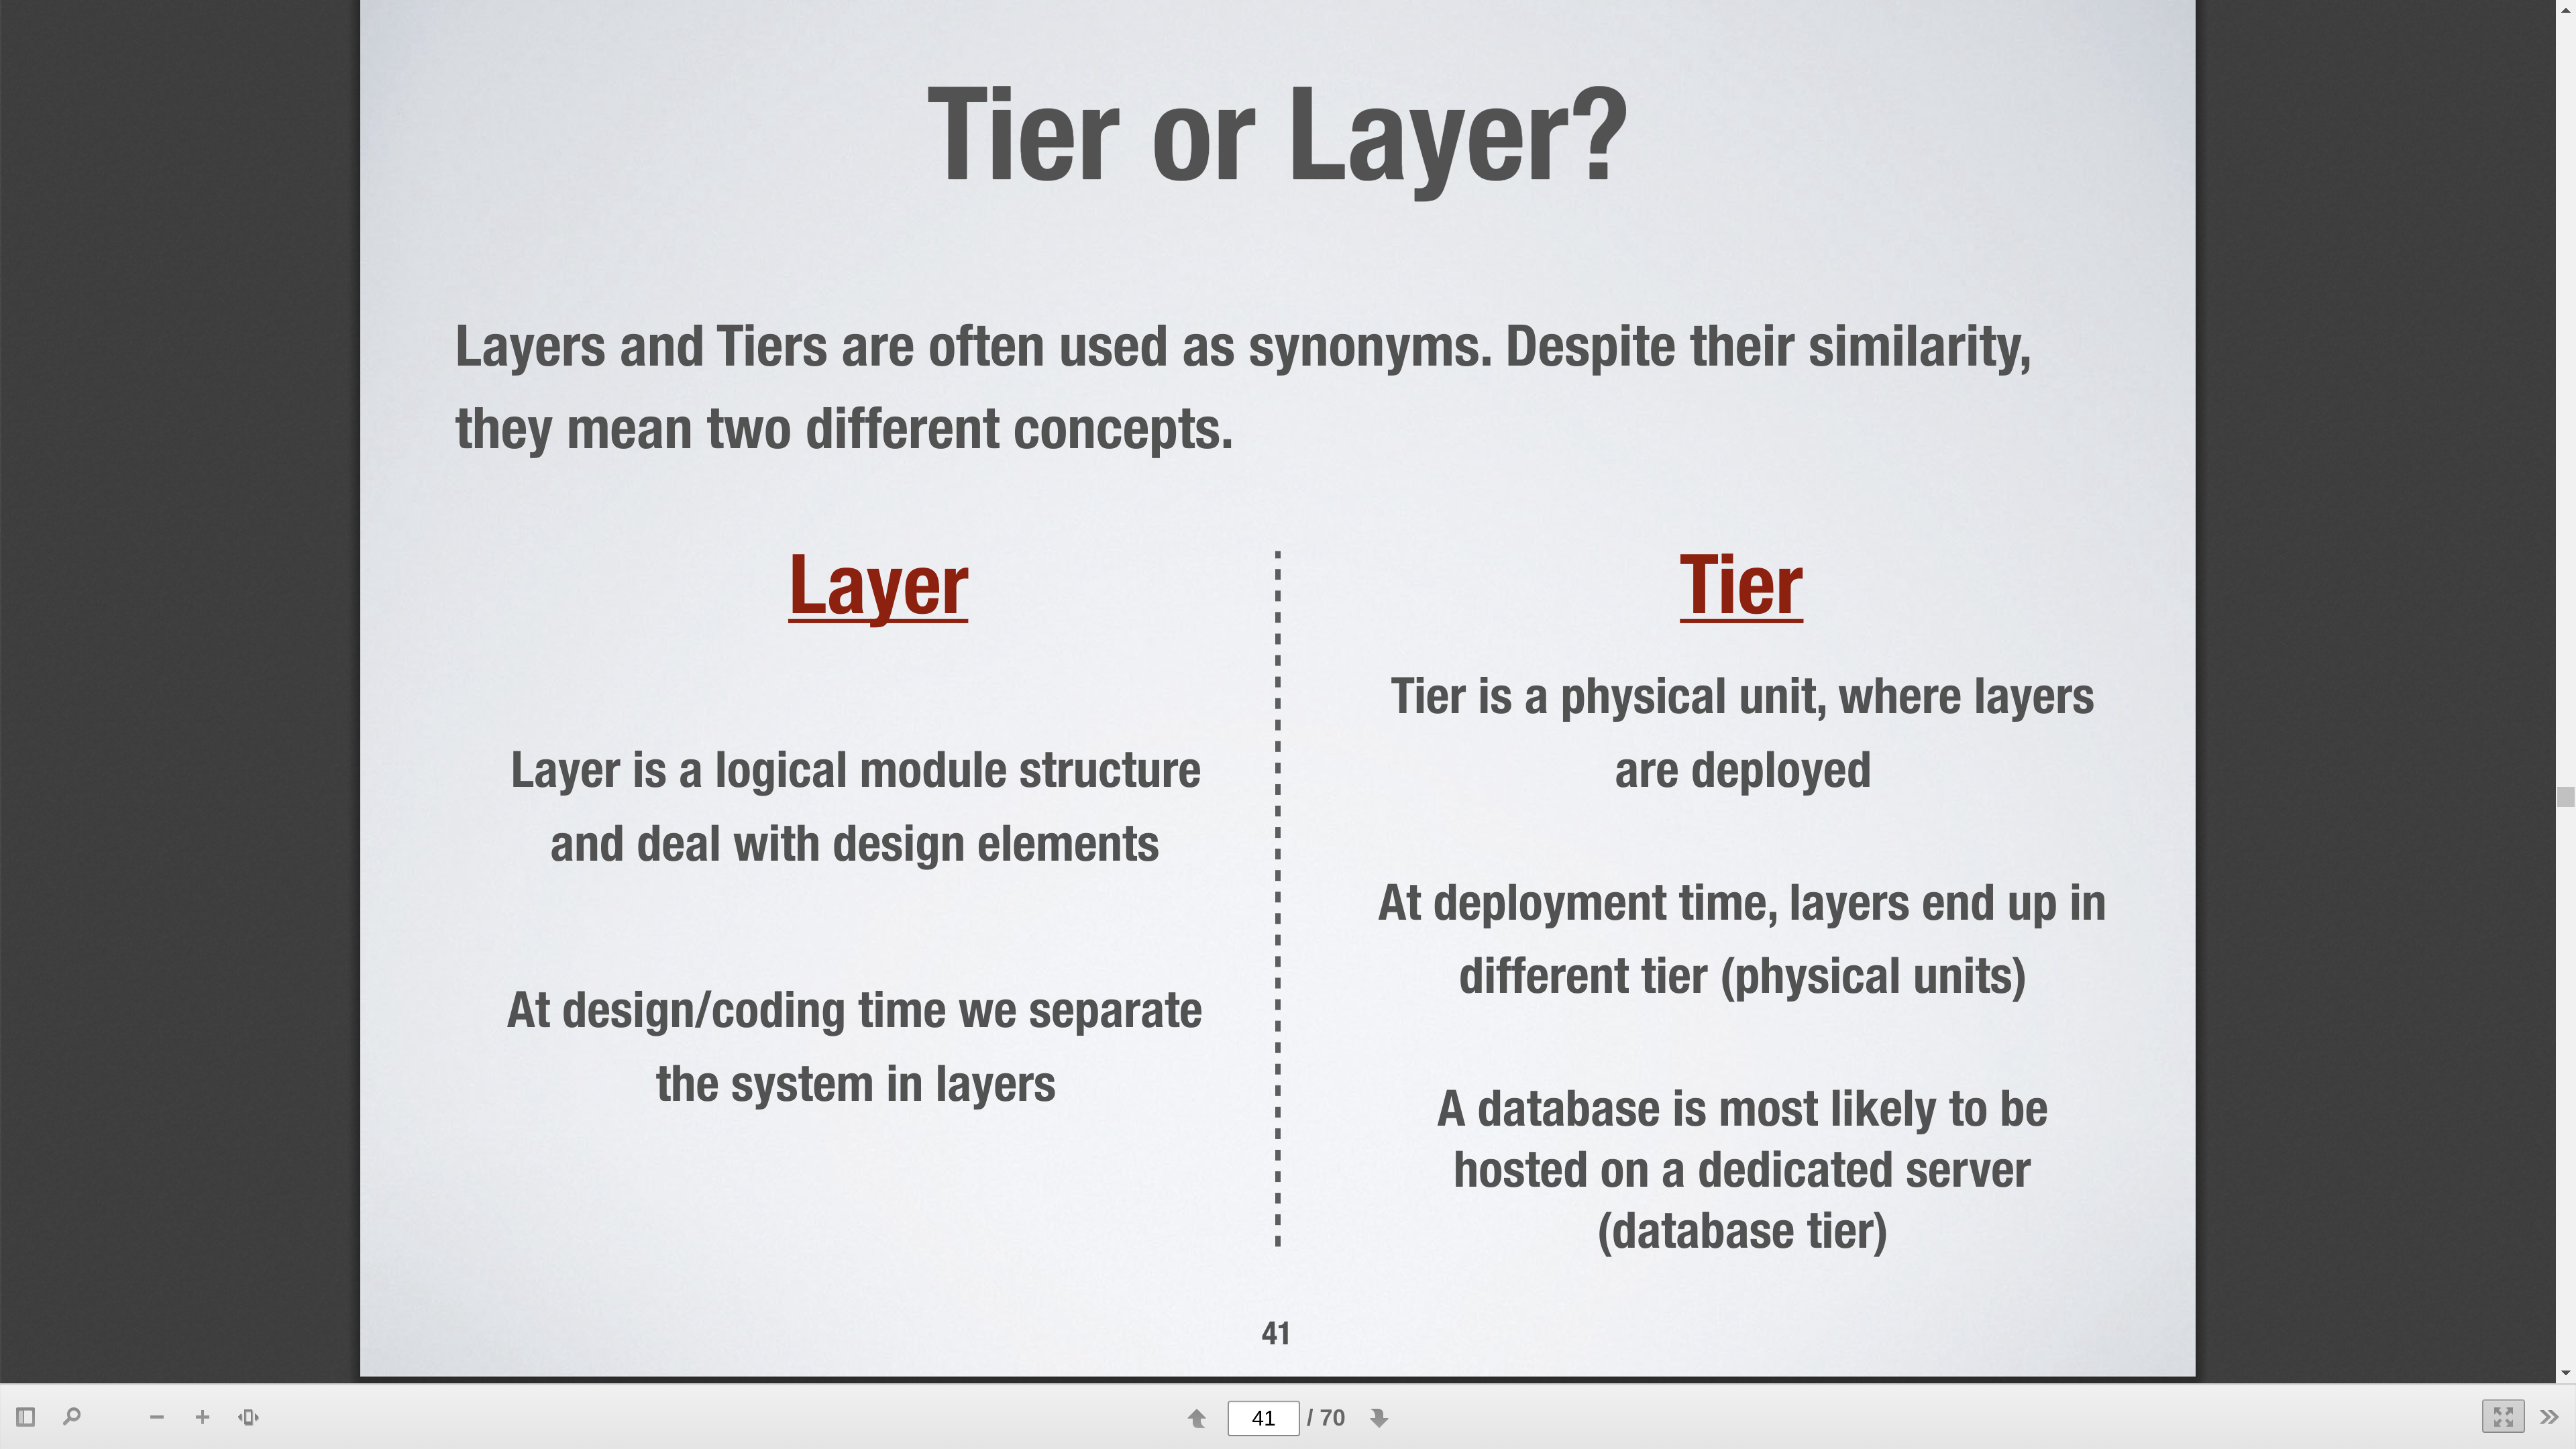 Tier or Layer?
Layers and Tiers are often used as synonyms. Despite their similarity,
they mean two different concepts.
Layer
Layer is a logical module structure
and deal with design elements
At design/coding time we separate
the system in layers
Tier
Tier is a physical unit, where layers
are deployed
At deployment time, layers end up in
different tier (physical units)
A database is most likely to be
hosted on a dedicated server
(database tier)
41
41 / 70